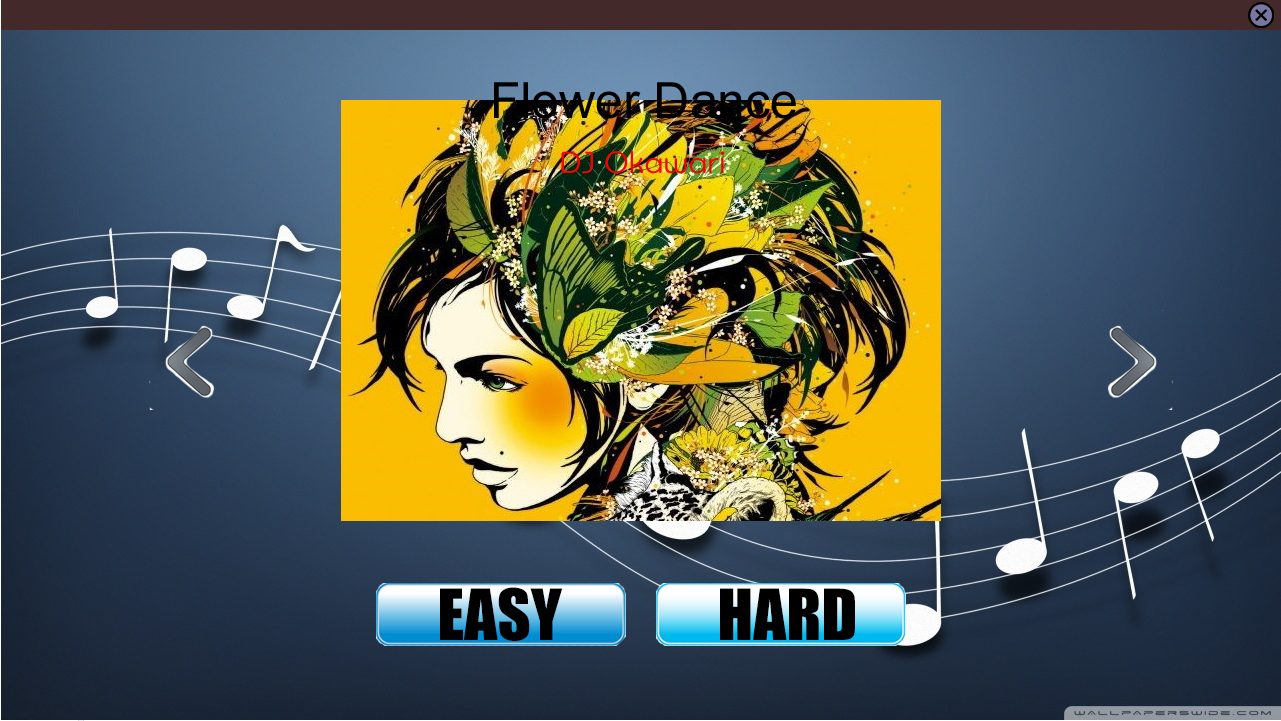 Flower Dance
DJ Okawari
EASY HARD
WALLPAPERSWIDE.COM